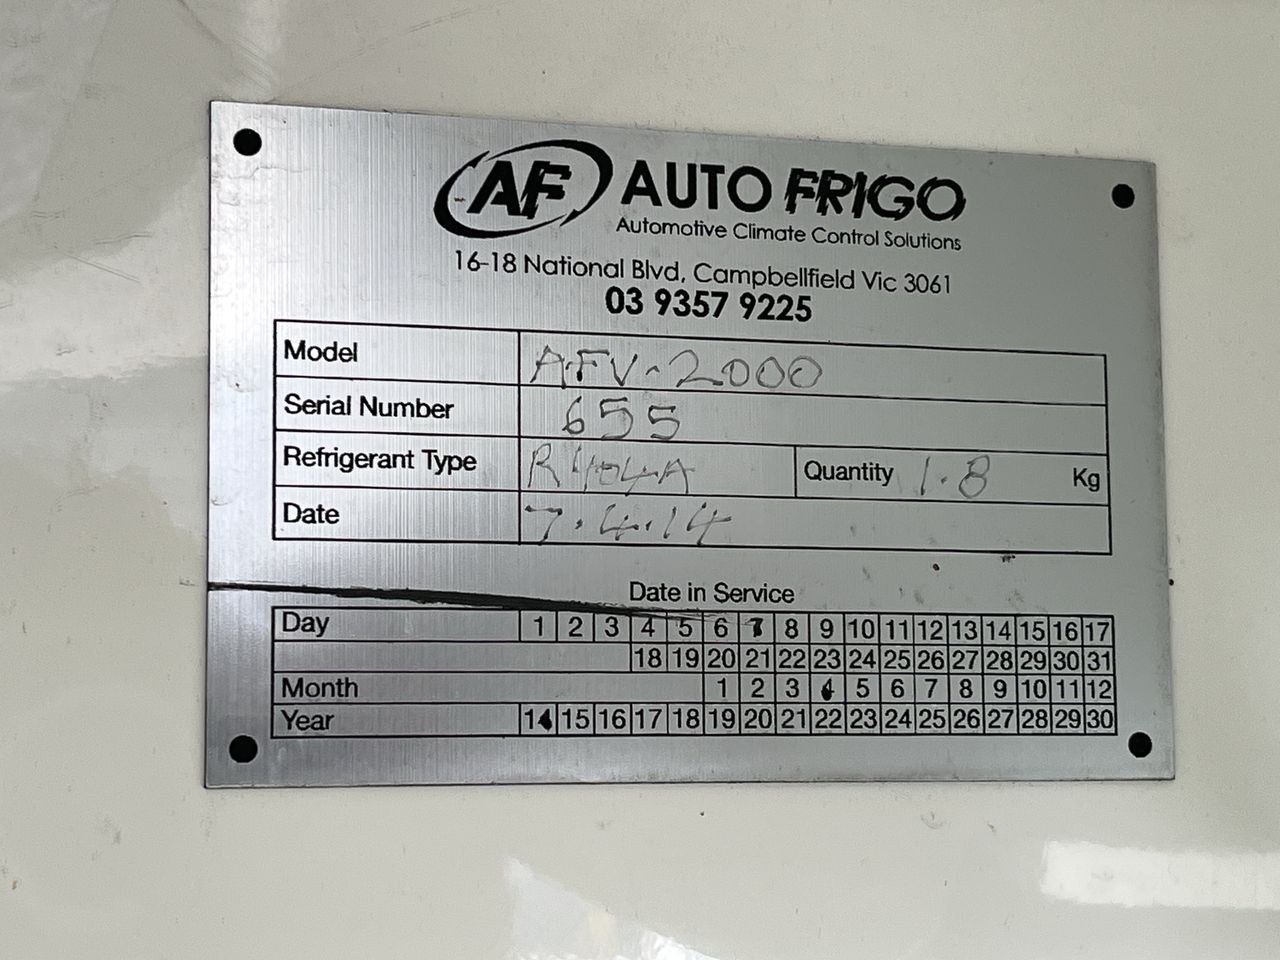 AF AUTO FRIGO
Automotive Climate Control Solutions
16-18 National Blvd, Campbellfield Vic 3061
03 9357 9225
Model AFV-2000
Serial Number 655
Refrigerant Type R404A Quantity 1.8 Kg
Date 7.4.14
Date in Service
Day 1 2 3 4 5 6 7 8 9 10 11 12 13 14 15 16 17
18 19 20 21 22 23 24 25 26 27 28 29 30 31
Month 1 2 3 4 5 6 7 8 9 10 11 12
Year 14 15 16 17 18 19 20 21 22 23 24 25 26 27 28 29 30